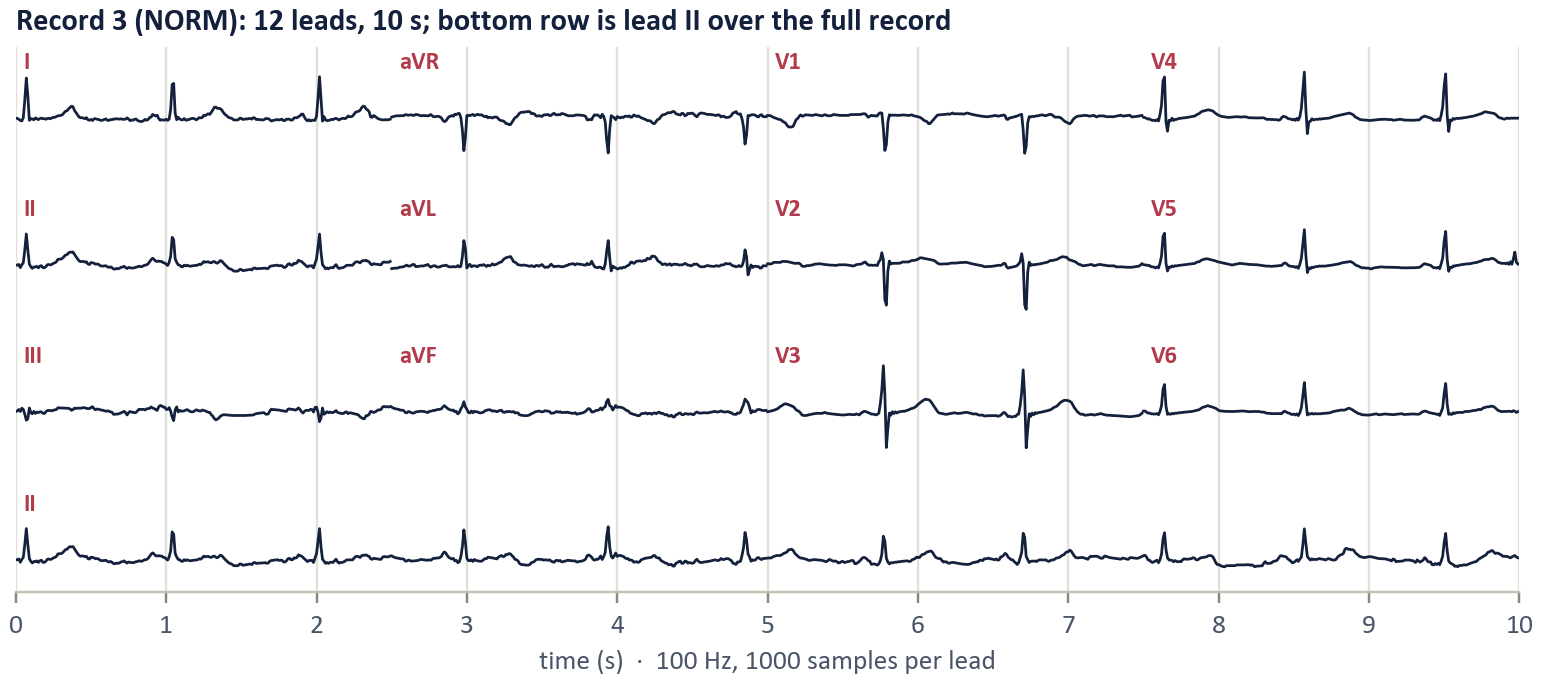 Record 3 (NORM): 12 leads, 10 s; bottom row is lead II over the full record
I aVR V1 V4
II aVL V2 V5
III aVF V3 V6
II
0 1 2 3 4 5 6 7 8 9 10
time (s) · 100 Hz, 1000 samples per lead